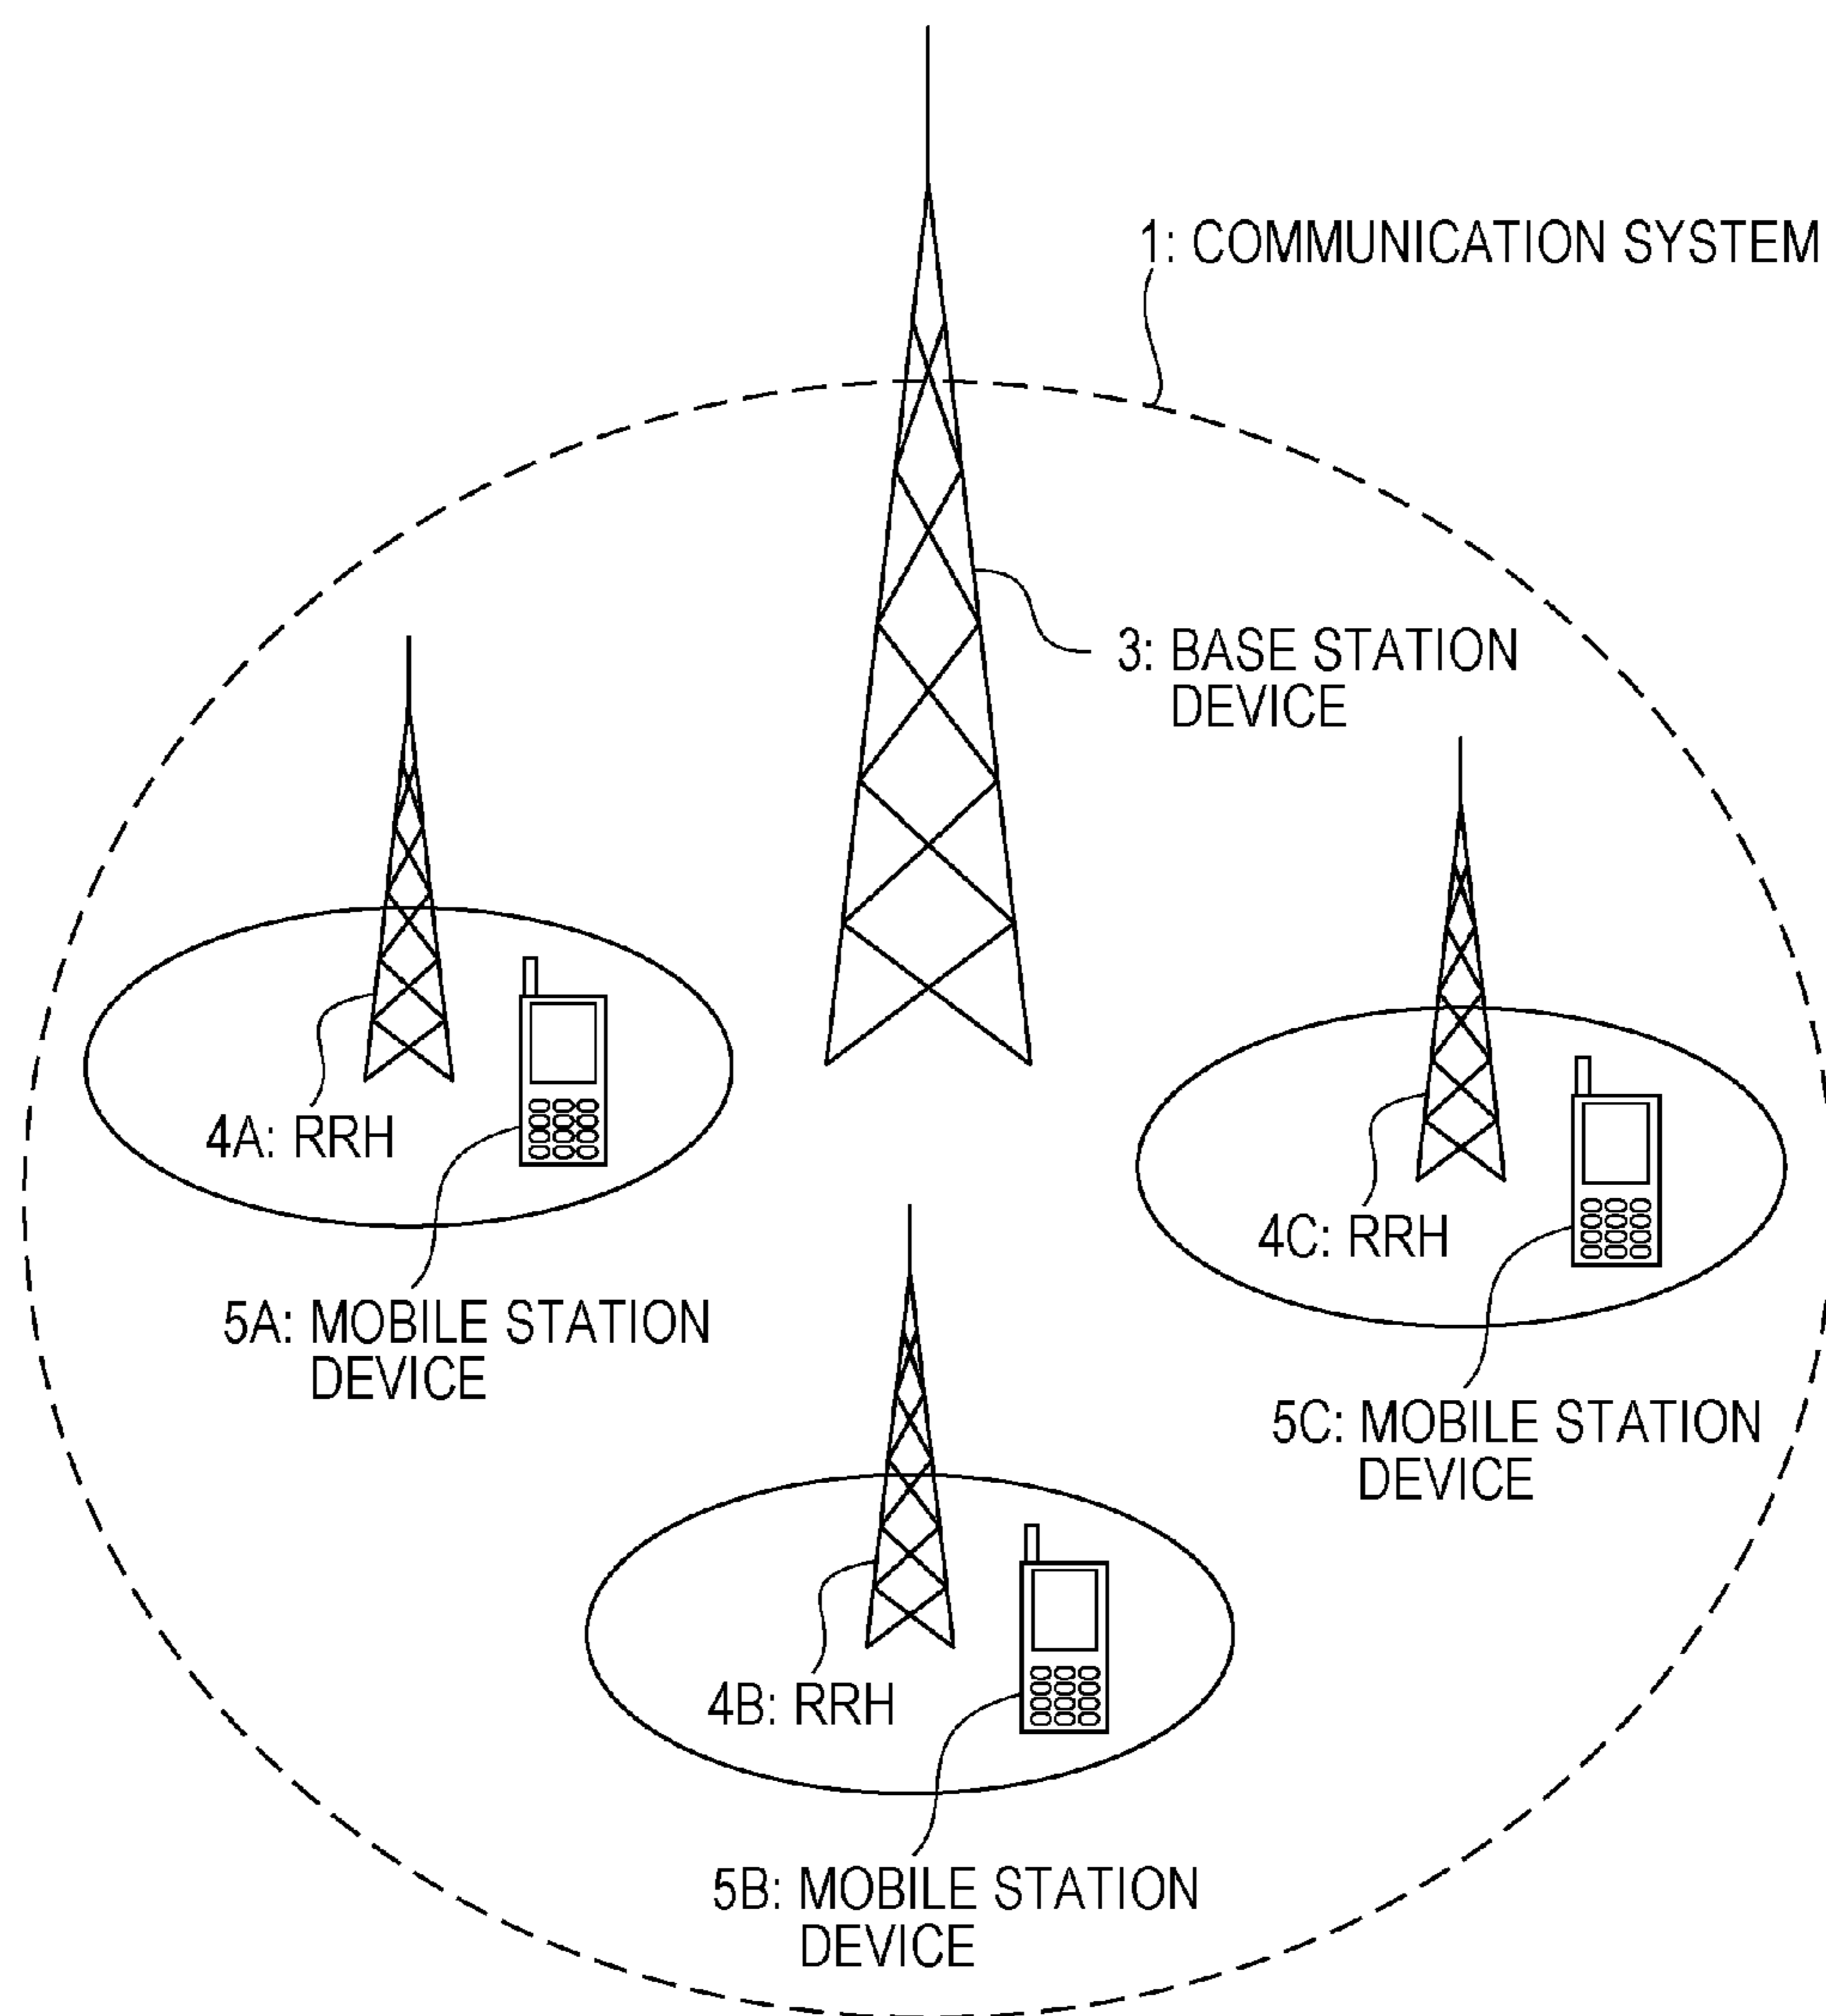 1: COMMUNICATION SYSTEM
3: BASE STATION
DEVICE
4A: RRH
4C: RRH
5A: MOBILE STATION
DEVICE
5C: MOBILE STATION
DEVICE
4B: RRH
5B: MOBILE STATION
DEVICE